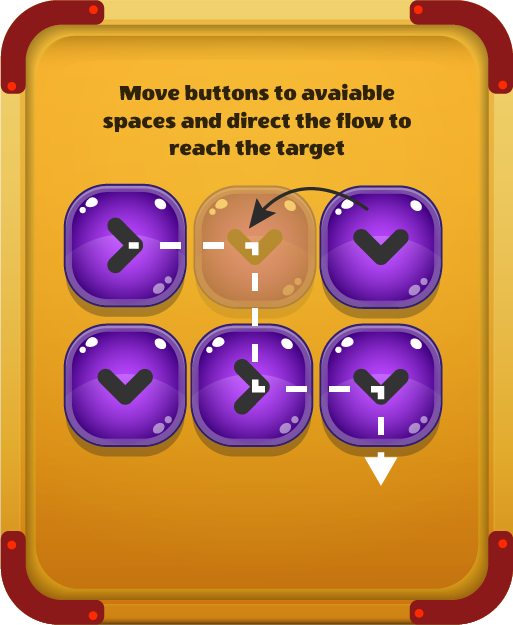 Move buttons to avaiable
spaces and direct the flow to
reach the target